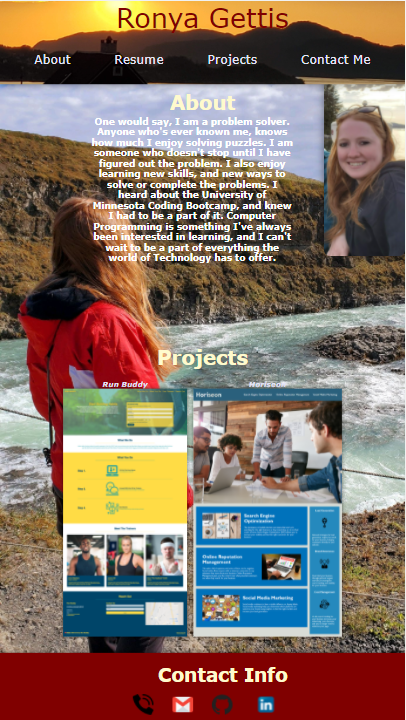 Ronya Gettis
About Resume Projects Contact Me
About
One would say, I am a problem solver.
Anyone who's ever known me, knows
how much I enjoy solving puzzles. I am
someone who doesn't stop until I have
figured out the problem. I also enjoy
learning new skills, and new ways to
solve or complete the problems. I
heard about the University of
Minnesota Coding Bootcamp, and knew
I had to be a part of it. Computer
Programming is something I've always
been interested in learning, and I can't
wait to be a part of everything the
world of Technology has to offer.
Projects
Run Buddy
Horiseon
Horiseon
Search Engine
Optimization
Online Reputation
Management
Social Media Marketing
Contact Info